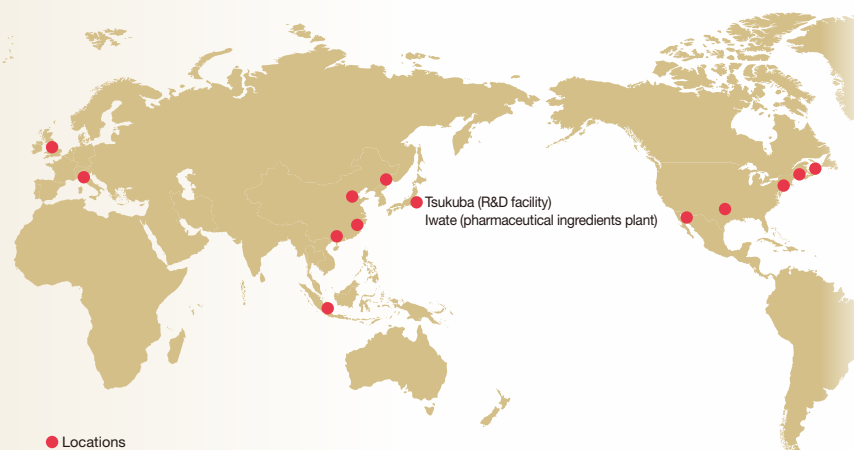 Tsukuba (R&D facility)
Iwate (pharmaceutical ingredients plant)
Locations